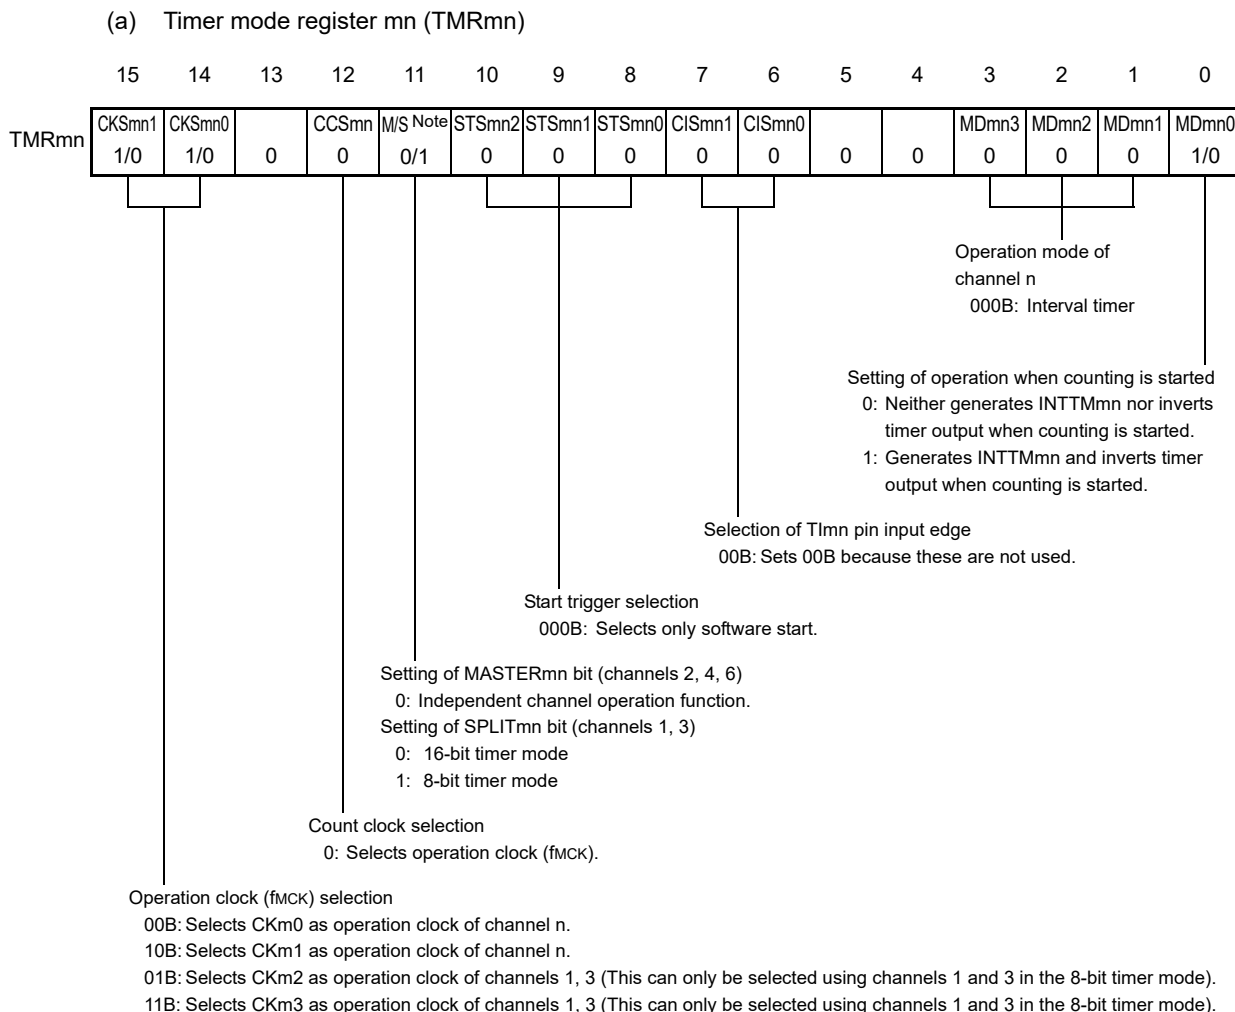 (a) Timer mode register mn (TMRmn)
15 14 13 12 11 10 9 8 7 6 5 4 3 2 1 0
CKSmn1 CKSmn0 CCSmn M/S Note STSmn2 STSmn1 STSmn0 CISmn1 CISmn0 MDmn3 MDmn2 MDmn1 MDmn0
TMRmn
1/0 1/0 0 0 0/1 0 0 0 0 0 0 0 0 0 0 1/0
Operation mode of
channel n
000B: Interval timer
Setting of operation when counting is started
0: Neither generates INTTMmn nor inverts
timer output when counting is started.
1: Generates INTTMmn and inverts timer
output when counting is started.
Selection of TImn pin input edge
00B: Sets 00B because these are not used.
Start trigger selection
000B: Selects only software start.
Setting of MASTERmn bit (channels 2, 4, 6)
0: Independent channel operation function.
Setting of SPLITmn bit (channels 1, 3)
0: 16-bit timer mode
1: 8-bit timer mode
Count clock selection
0: Selects operation clock (fMCK).
Operation clock (fMCK) selection
00B: Selects CKm0 as operation clock of channel n.
10B: Selects CKm1 as operation clock of channel n.
01B: Selects CKm2 as operation clock of channels 1, 3 (This can only be selected using channels 1 and 3 in the 8-bit timer mode).
11B: Selects CKm3 as operation clock of channels 1, 3 (This can only be selected using channels 1 and 3 in the 8-bit timer mode).